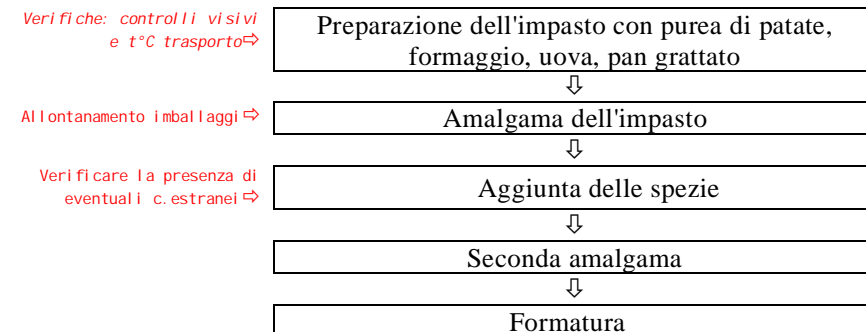 Verifiche: controlli visivi
e t°C trasporto⇨
Preparazione dell'impasto con purea di patate,
formaggio, uova, pan grattato
⇩
Allontanamento imballaggi⇨
Amalgama dell'impasto
⇩
Verificare la presenza di
eventuali c.estranei⇨
Aggiunta delle spezie
⇩
Seconda amalgama
⇩
Formatura